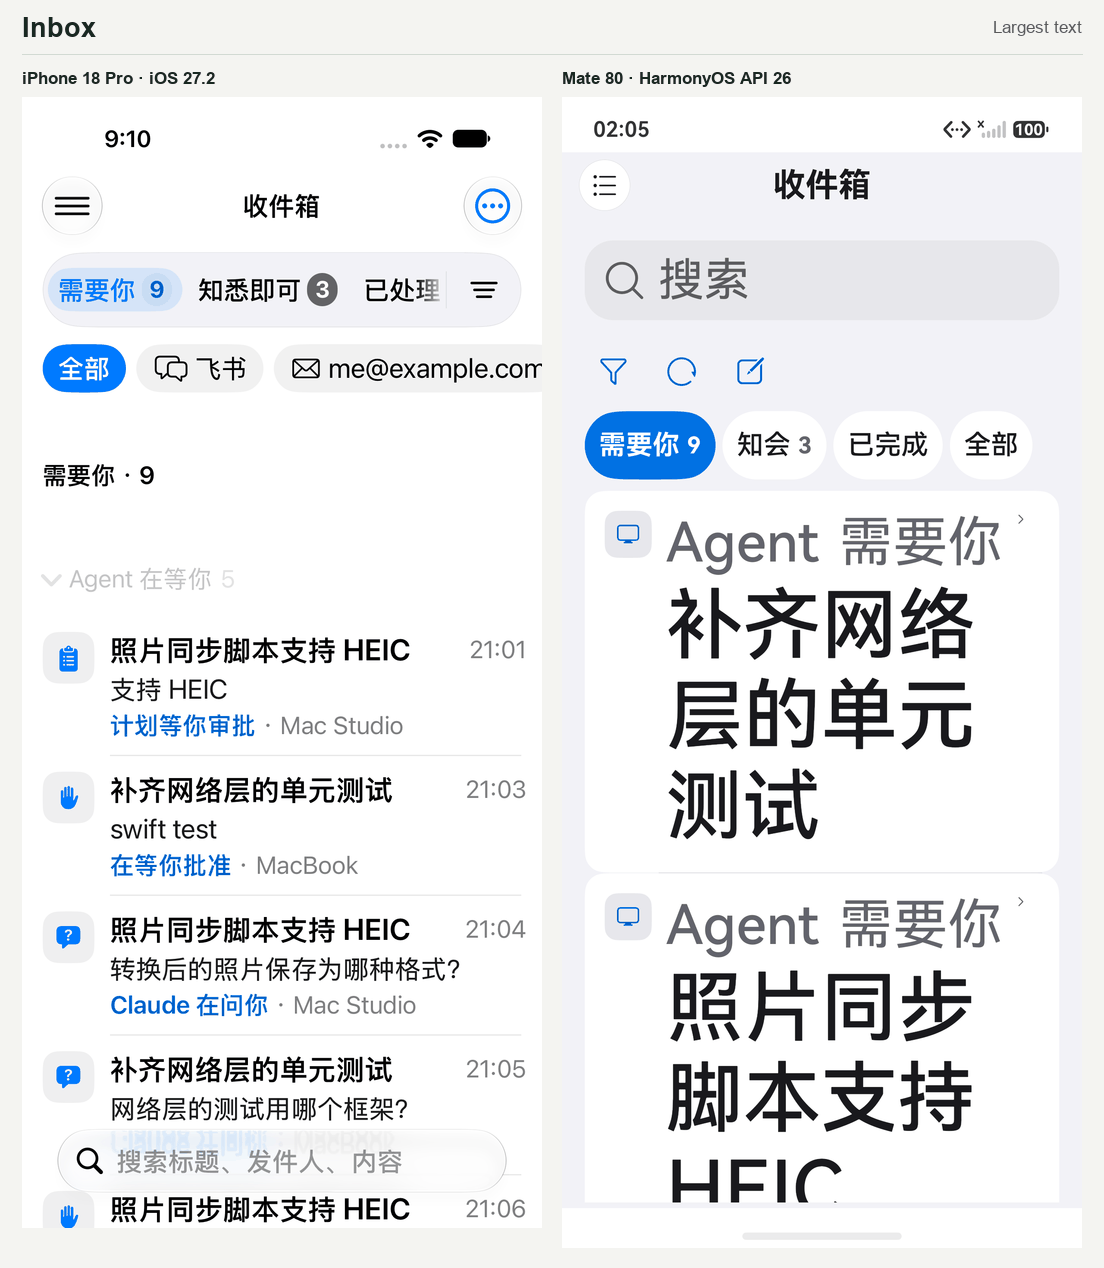 Inbox
Largest text
iPhone 18 Pro · iOS 27.2
9:10
收件箱
需要你 9 知悉即可 3 已处理
全部 飞书 me@example.com
需要你 · 9
Agent 在等你 5
照片同步脚本支持 HEIC 21:01
支持 HEIC
计划等你审批 · Mac Studio
补齐网络层的单元测试 21:03
swift test
在等你批准 · MacBook
照片同步脚本支持 HEIC 21:04
转换后的照片保存为哪种格式?
Claude 在问你 · Mac Studio
补齐网络层的单元测试 21:05
网络层的测试用哪个框架?
搜索标题、发件人、内容
照片同步脚本支持 HEIC 21:06
Mate 80 · HarmonyOS API 26
02:05 100
收件箱
搜索
需要你 9 知会 3 已完成 全部
Agent 需要你
补齐网络
层的单元
测试
Agent 需要你
照片同步
脚本支持
HEIC